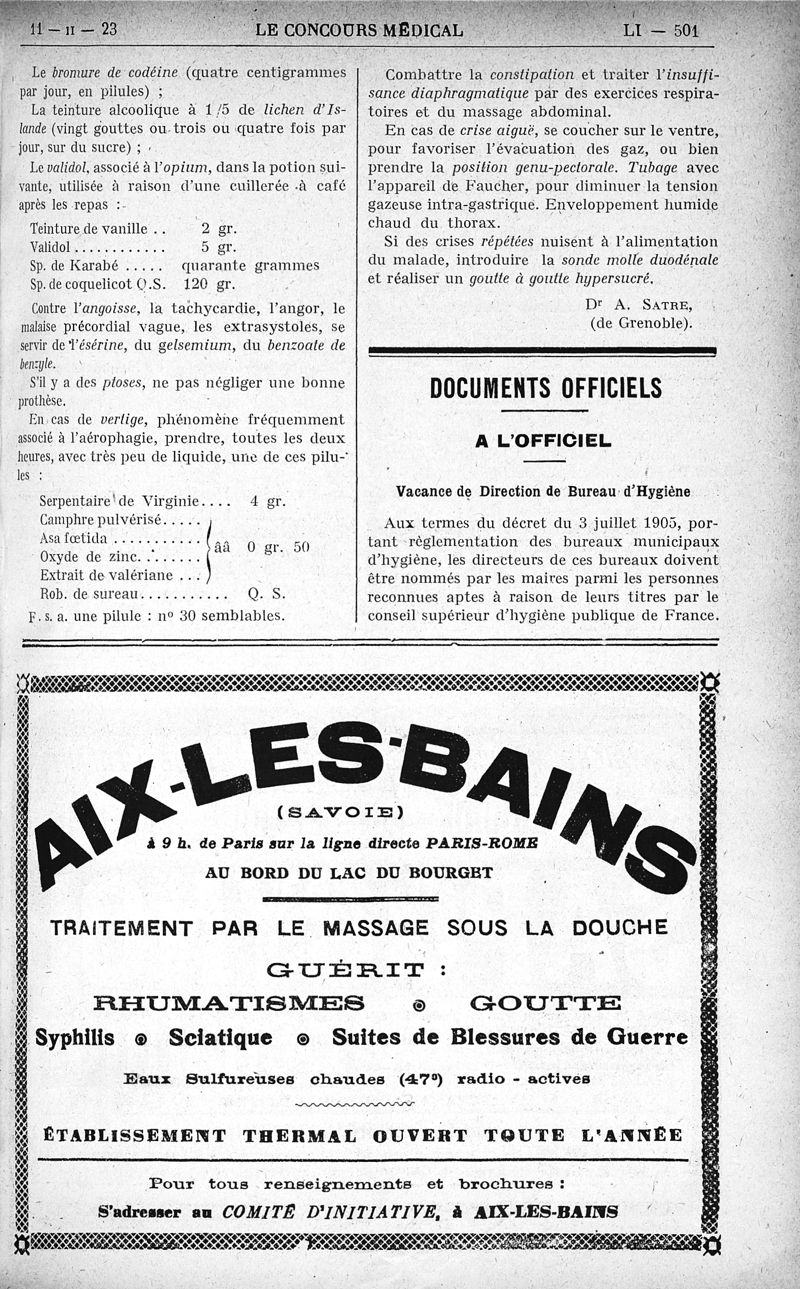 11 — II — 23
LE CONCOURS MÉDICAL
LI — 501
Le bromure de codéine (quatre centigrammes
par jour, en pilules) ;
La teinture alcoolique à 1/5 de lichen d'Is-
lande (vingt gouttes ou trois ou quatre fois par
jour, sur du sucre) ;
Le validol, associé à l'opium, dans la potion sui-
vante, utilisée à raison d'une cuillerée à café
après les repas :
Teinture de vanille .. 2 gr.
Validol ............ 5 gr.
Sp. de Karabé ..... quarante grammes
Sp. de coquelicot Q.S. 120 gr.
Contre l'angoisse, la tachycardie, l'angor, le
malaise précordial vague, les extrasystoles, se
servir de l'ésérine, du gelsemium, du benzoate de
benzyle.
S'il y a des ptoses, ne pas négliger une bonne
prothèse.
En cas de vertige, phénomène fréquemment
associé à l'aérophagie, prendre, toutes les deux
heures, avec très peu de liquide, une de ces pilu-
les :
Serpentaire de Virginie.... 4 gr.
Camphre pulvérisé.....
Asa fœtida ...........
Oxyde de zinc.........
Extrait de valériane ...
ââ 0 gr. 50
Rob. de sureau........... Q. S.
F. s. a. une pilule : nº 30 semblables.
Combattre la constipation et traiter l'insuffi-
sance diaphragmatique par des exercices respira-
toires et du massage abdominal.
En cas de crise aiguë, se coucher sur le ventre,
pour favoriser l'évacuation des gaz, ou bien
prendre la position genu-pectorale. Tubage avec
l'appareil de Faucher, pour diminuer la tension
gazeuse intra-gastrique. Enveloppement humide
chaud du thorax.
Si des crises répétées nuisent à l'alimentation
du malade, introduire la sonde molle duodénale
et réaliser un goutte à goutte hypersucré.
Dr A. SATRE,
(de Grenoble).
DOCUMENTS OFFICIELS
A L'OFFICIEL
Vacance de Direction de Bureau d'Hygiène
Aux termes du décret du 3 juillet 1905, por-
tant règlementation des bureaux municipaux
d'hygiène, les directeurs de ces bureaux doivent
être nommés par les maires parmi les personnes
reconnues aptes à raison de leurs titres par le
conseil supérieur d'hygiène publique de France.
AIX-LES-BAINS
(SAVOIE)
à 9 h. de Paris sur la ligne directe PARIS-ROME
AU BORD DU LAC DU BOURGET
TRAITEMENT PAR LE MASSAGE SOUS LA DOUCHE
GUÉRIT :
RHUMATISMES ● GOUTTE
Syphilis ● Sciatique ● Suites de Blessures de Guerre
Eaux Sulfureuses chaudes (47º) radio - actives
ÉTABLISSEMENT THERMAL OUVERT TOUTE L'ANNÉE
Pour tous renseignements et brochures :
S'adresser au COMITÉ D'INITIATIVE, à AIX-LES-BAINS